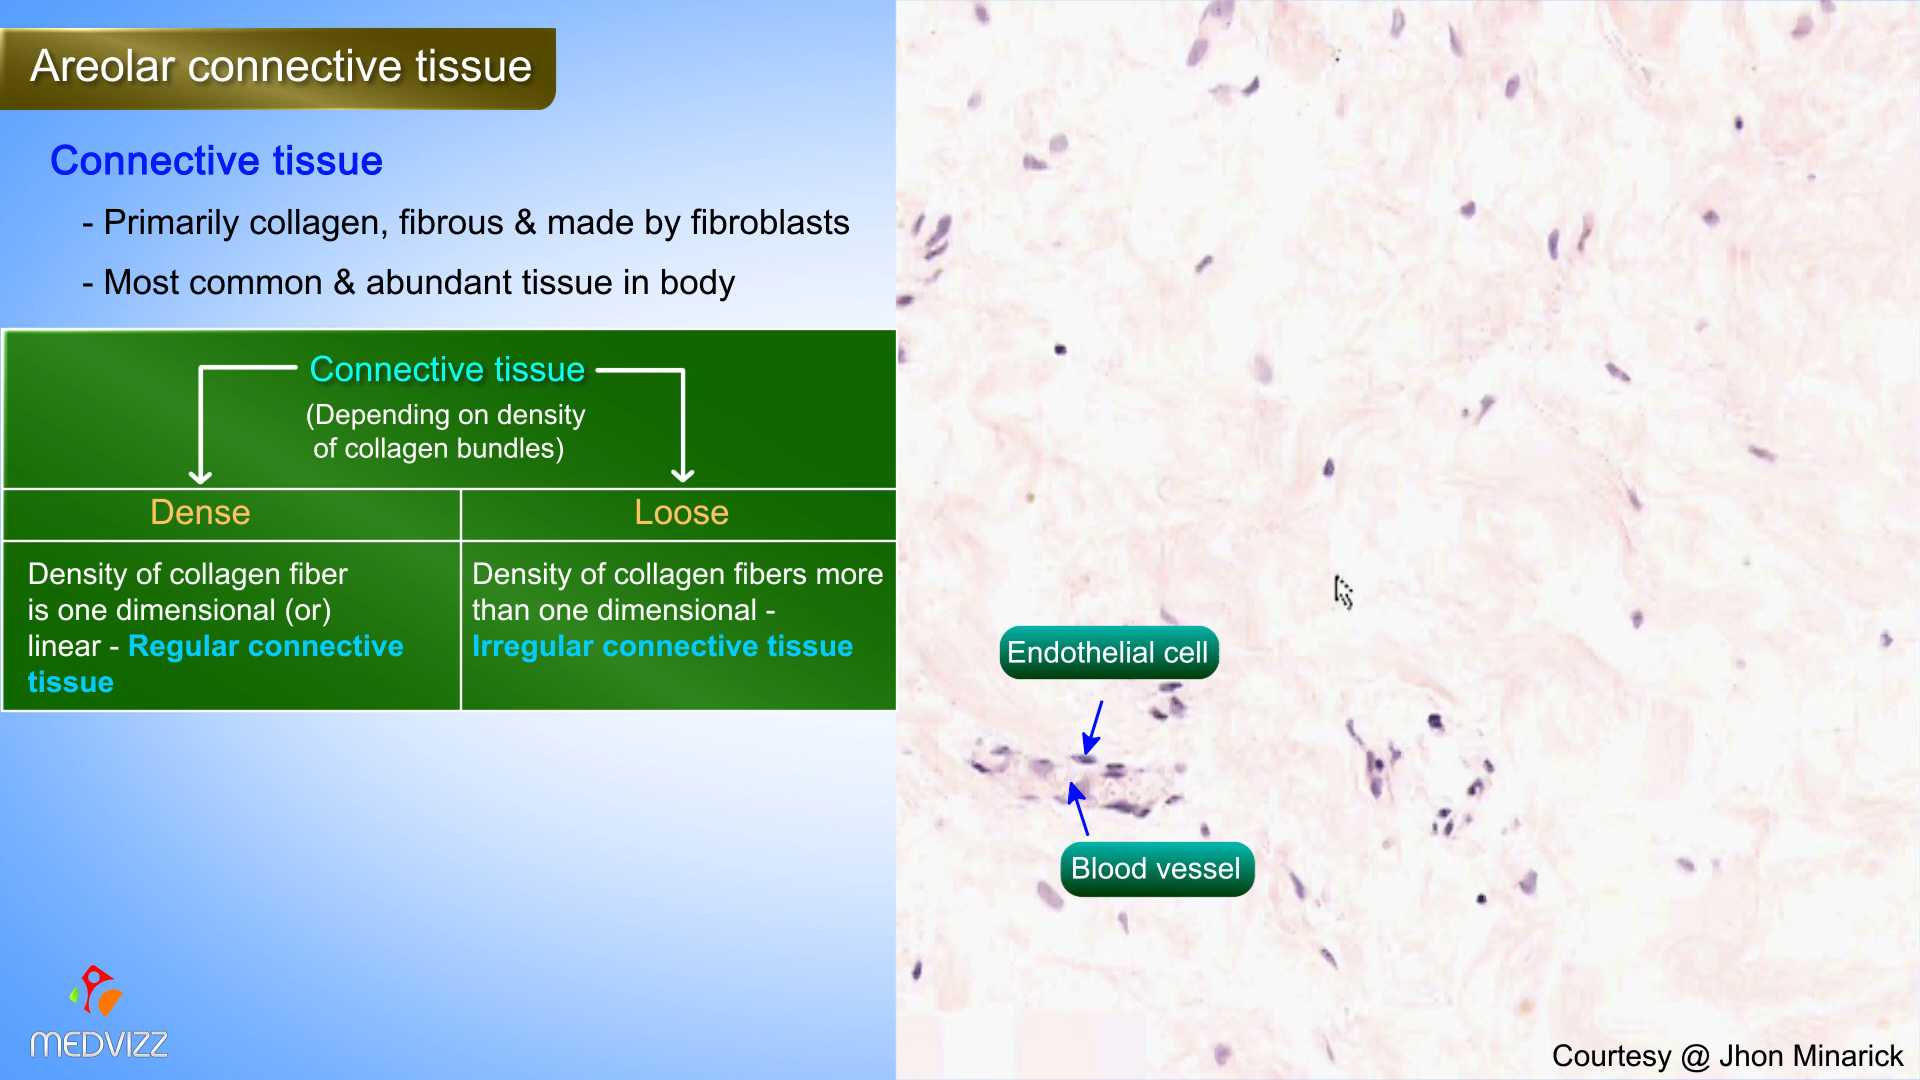 Areolar connective tissue
Connective tissue
- Primarily collagen, fibrous & made by fibroblasts
- Most common & abundant tissue in body
Connective tissue
(Depending on density
of collagen bundles)
Dense
Loose
Density of collagen fiber
is one dimensional (or)
linear - Regular connective
tissue
Density of collagen fibers more
than one dimensional -
Irregular connective tissue
Endothelial cell
Blood vessel
MEDVIZZ
Courtesy @ Jhon Minarick